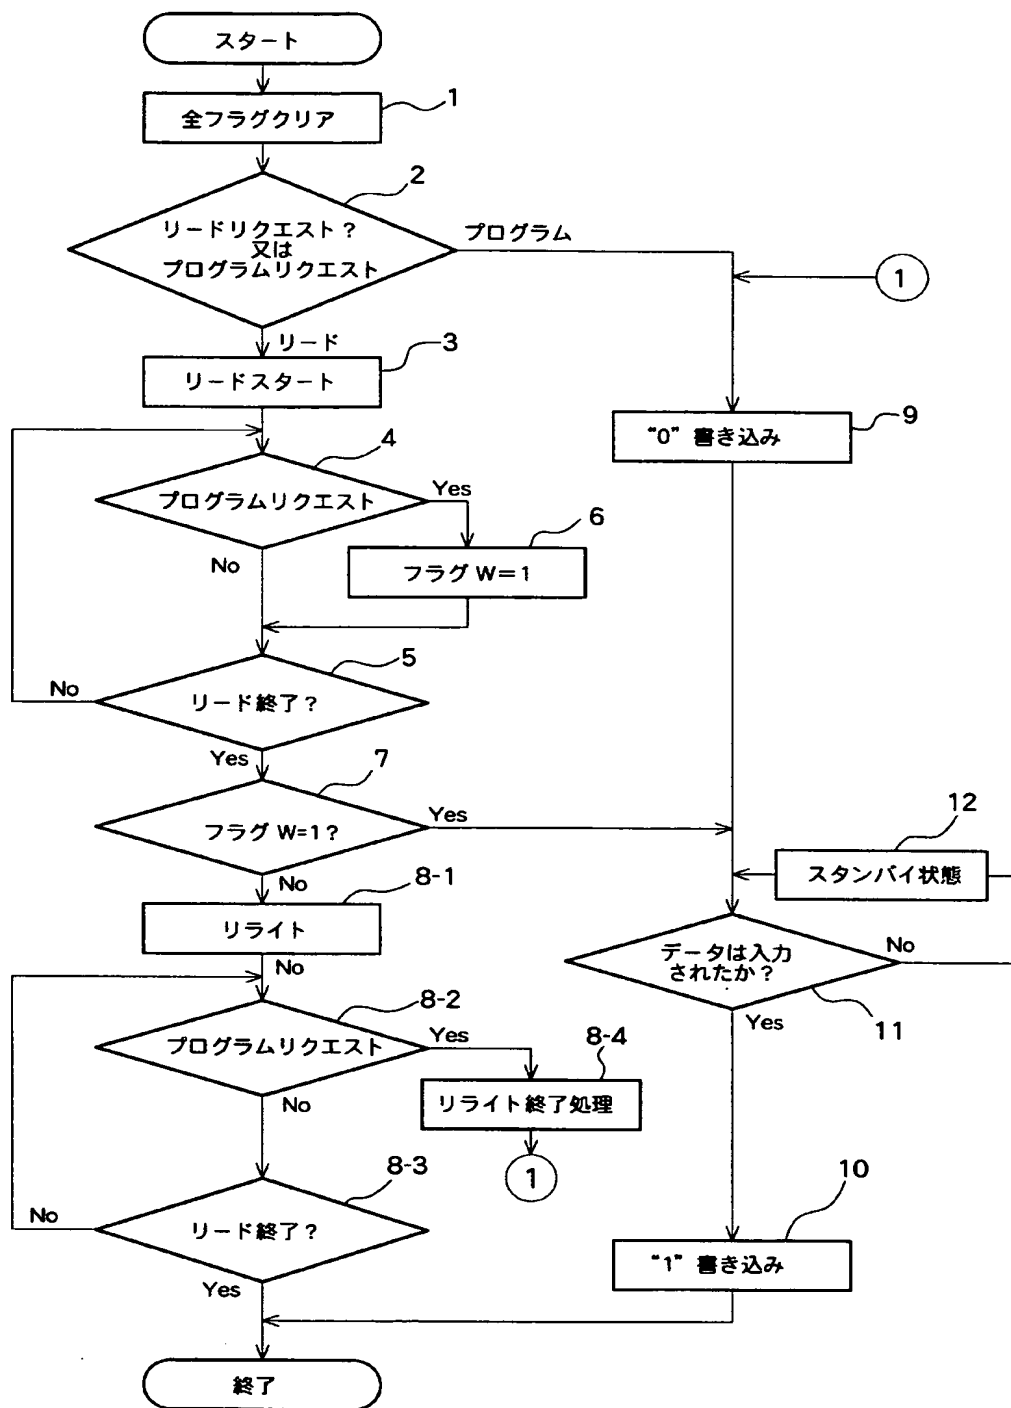 スタート
1
全フラグクリア
2
リードリクエスト？
又は
プログラムリクエスト
プログラム
1
リード
3
リードスタート
9
“0” 書き込み
4
プログラムリクエスト
Yes
6
No
フラグ W＝1
5
No
リード終了？
Yes
7
フラグ W=1？
Yes
12
スタンバイ状態
No
8-1
リライト
No
データは入力
されたか？
No
11
Yes
8-2
プログラムリクエスト
Yes
8-4
リライト終了処理
No
1
8-3
No
リード終了？
Yes
10
“1” 書き込み
終了